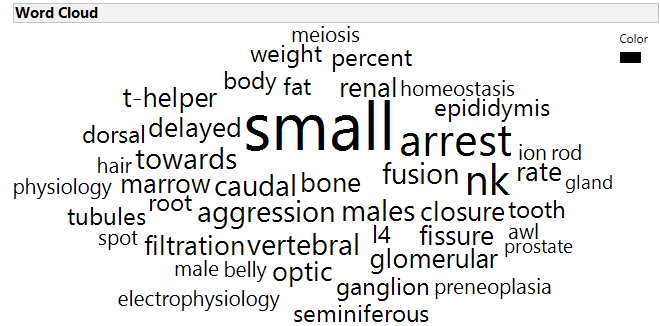 Word Cloud
Color
meiosis
weight percent
body fat renal homeostasis
t-helper epididymis
dorsal delayed small arrest
hair towards ion rod
physiology marrow caudal bone fusion nk rate gland
root aggression males closure tooth
tubules
spot filtration vertebral l4 fissure awl
prostate
male belly optic glomerular
electrophysiology ganglion preneoplasia
seminiferous